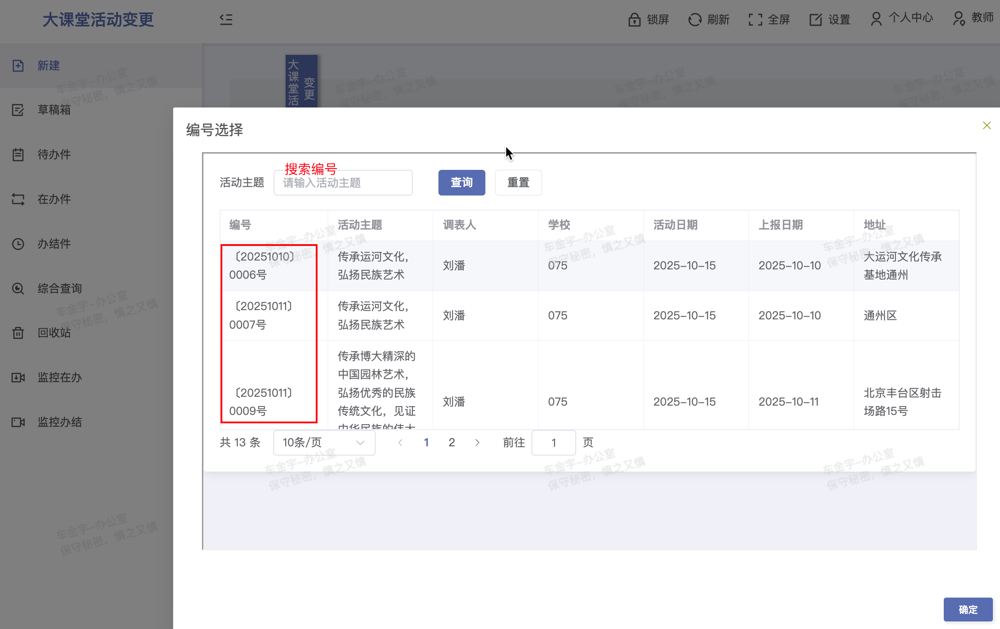 大课堂活动变更
锁屏
刷新
全屏
设置
个人中心
教师
新建
草稿箱
待办件
在办件
办结件
综合查询
回收站
监控在办
监控办结
大课堂活
变更
编号选择
搜索编号
活动主题
请输入活动主题
查询
重置
编号 活动主题 调表人 学校 活动日期 上报日期 地址
〔20251010〕
0006号
传承运河文化，
弘扬民族艺术
刘潘
075
2025-10-15
2025-10-10
大运河文化传承
基地通州
〔20251011〕
0007号
传承运河文化，
弘扬民族艺术
刘潘
075
2025-10-15
2025-10-10
通州区
〔20251011〕
0009号
传承博大精深的
中国园林艺术，
弘扬优秀的民族
传统文化，见证
中华民族的伟大
刘潘
075
2025-10-15
2025-10-11
北京丰台区射击
场路15号
共 13 条
10条/页
1
2
前往
1
页
确定
车金宇-办公室
保守秘密，慎之又慎